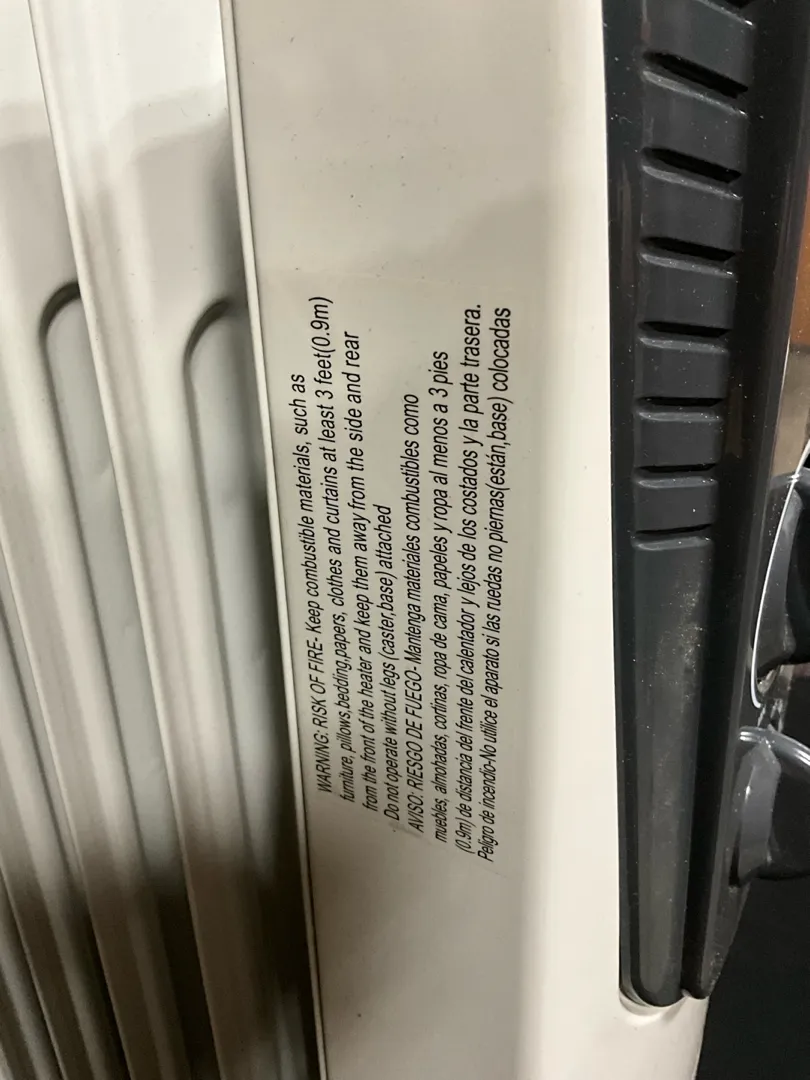 WARNING: RISK OF FIRE- Keep combustible materials, such as
furniture, pillows,bedding,papers, clothes and curtains at least 3 feet(0.9m)
from the front of the heater and keep them away from the side and rear
Do not operate without legs (caster,base) attached
AVISO: RIESGO DE FUEGO- Mantenga materiales combustibles como
muebles, almohadas, cortinas, ropa de cama, papeles y ropa al menos a 3 pies
(0.9m) de distancia del frente del calentador y lejos de los costados y la parte trasera.
Peligro de incendio-No utilice el aparato si las ruedas no piernas(están,base) colocadas